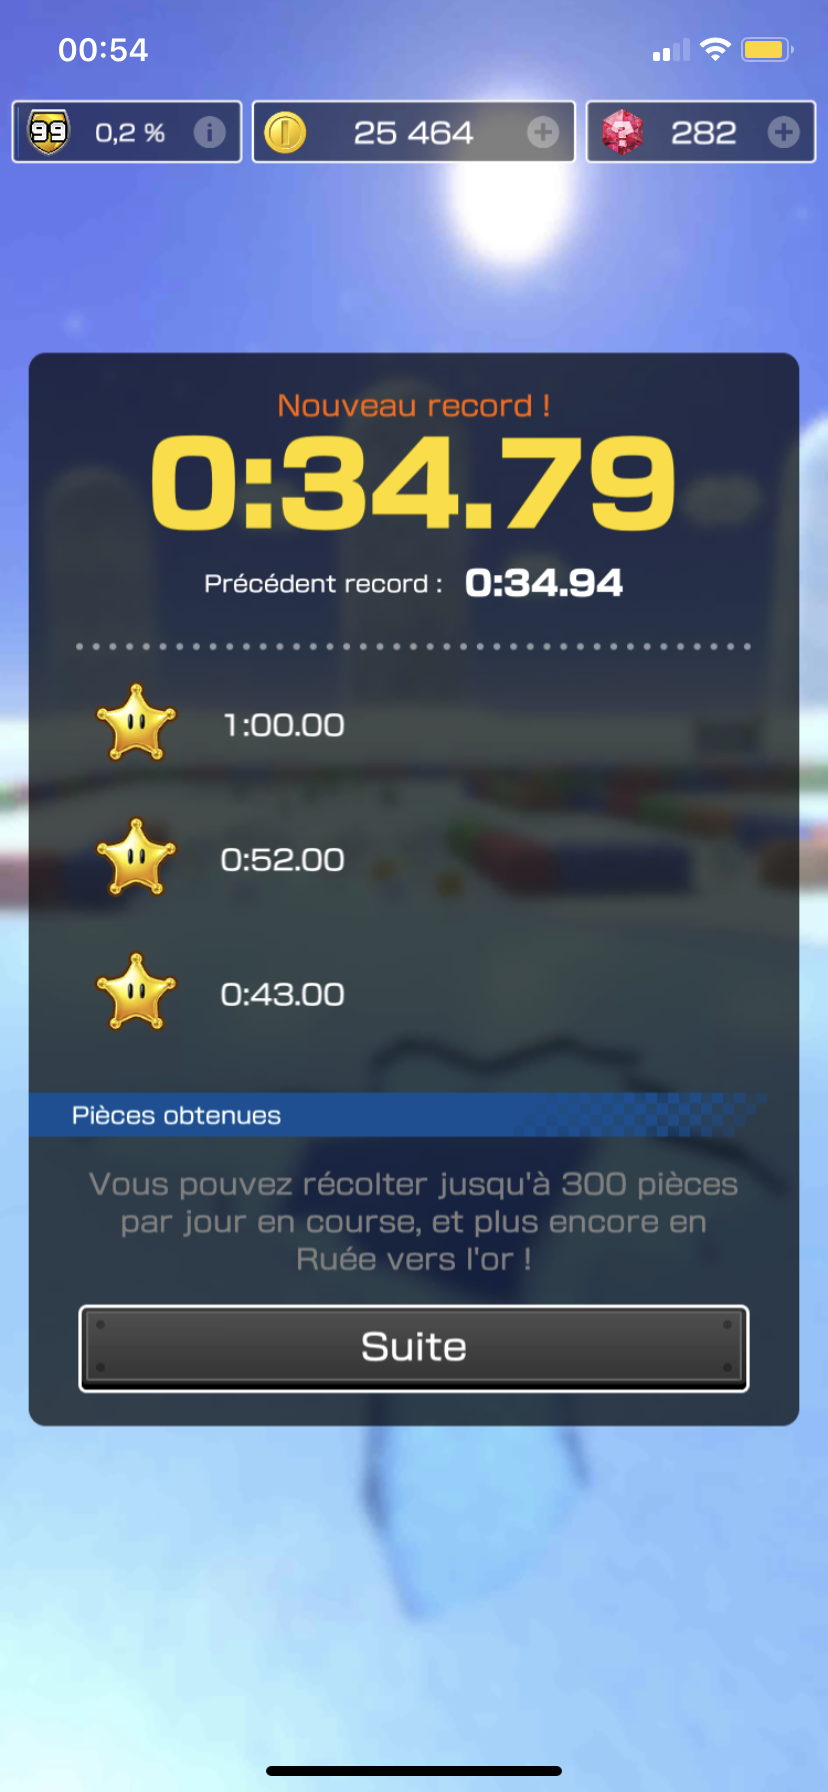 00:54
99 0,2 % i 25 464 + ? 282 +
Nouveau record !
0:34.79
Précédent record : 0:34.94
1:00.00
0:52.00
0:43.00
Pièces obtenues
Vous pouvez récolter jusqu'à 300 pièces
par jour en course, et plus encore en
Ruée vers l'or !
Suite